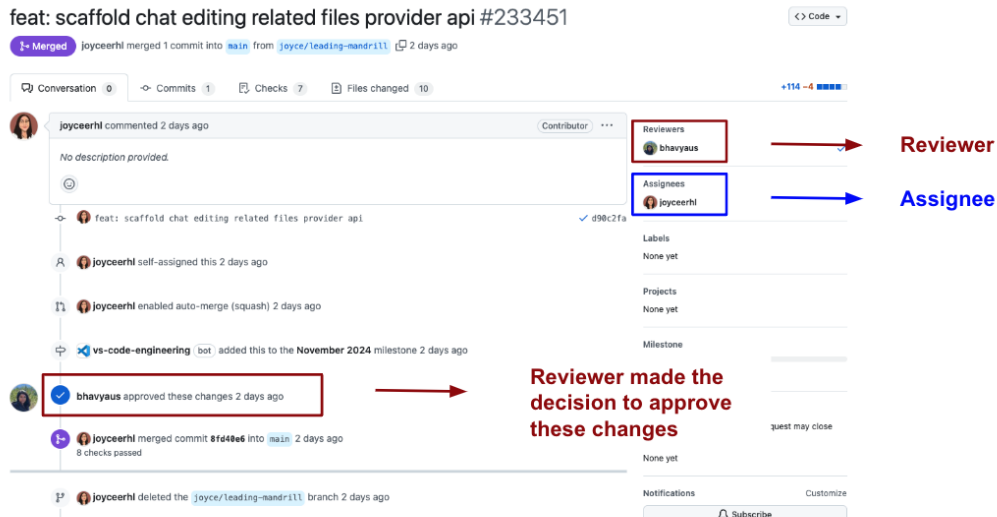 feat: scaffold chat editing related files provider api #233451
<> Code
Merged joyceerhl merged 1 commit into main from joyce/leading-mandrill 2 days ago
Conversation 0 Commits 1 Checks 7 Files changed 10 +114 −4
joyceerhl commented 2 days ago Contributor ...
No description provided.
Reviewers
bhavyaus
Reviewer
Assignees
joyceerhl
Assignee
feat: scaffold chat editing related files provider api d90c2fa
Labels
None yet
joyceerhl self-assigned this 2 days ago
Projects
None yet
joyceerhl enabled auto-merge (squash) 2 days ago
Milestone
vs-code-engineering bot added this to the November 2024 milestone 2 days ago
bhavyaus approved these changes 2 days ago
Reviewer made the
decision to approve
these changes
quest may close
joyceerhl merged commit 8fd40e6 into main 2 days ago
8 checks passed
None yet
joyceerhl deleted the joyce/leading-mandrill branch 2 days ago
Notifications Customize
Subscribe